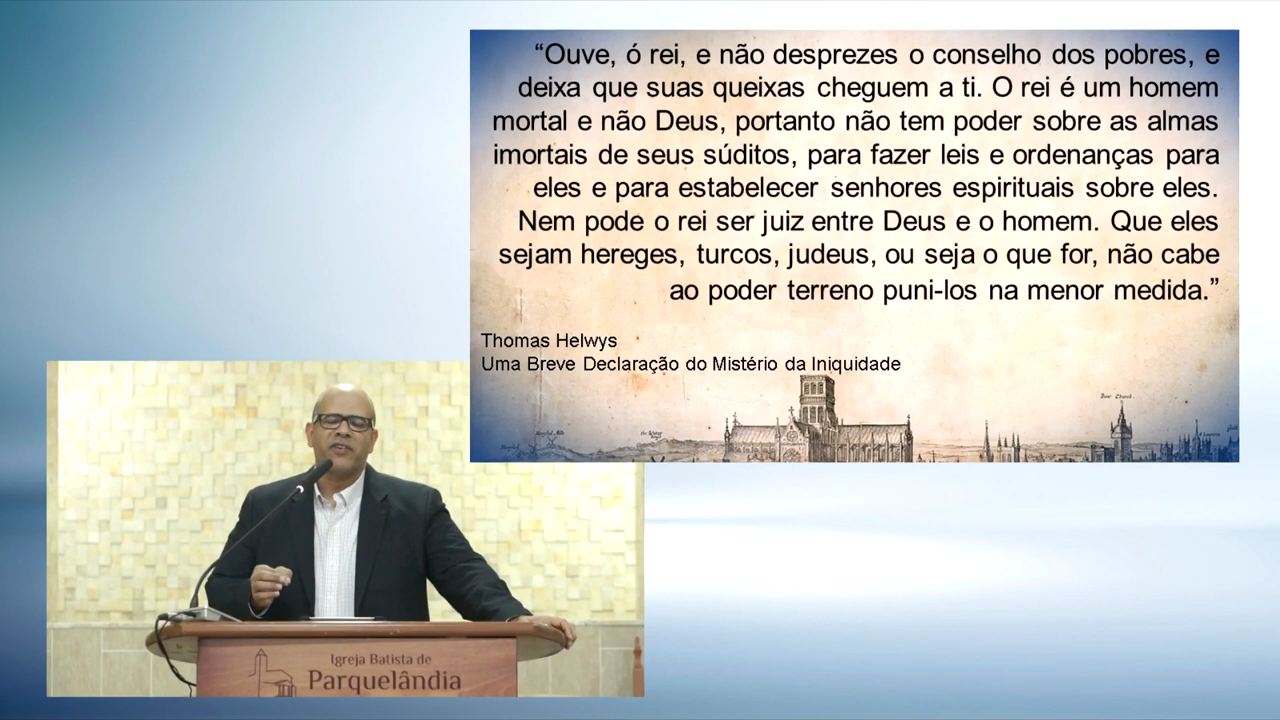 “Ouve, ó rei, e não desprezes o conselho dos pobres, e
deixa que suas queixas cheguem a ti. O rei é um homem
mortal e não Deus, portanto não tem poder sobre as almas
imortais de seus súditos, para fazer leis e ordenanças para
eles e para estabelecer senhores espirituais sobre eles.
Nem pode o rei ser juiz entre Deus e o homem. Que eles
sejam hereges, turcos, judeus, ou seja o que for, não cabe
ao poder terreno puni-los na menor medida.”
Thomas Helwys
Uma Breve Declaração do Mistério da Iniquidade
Igreja Batista de
Parquelândia